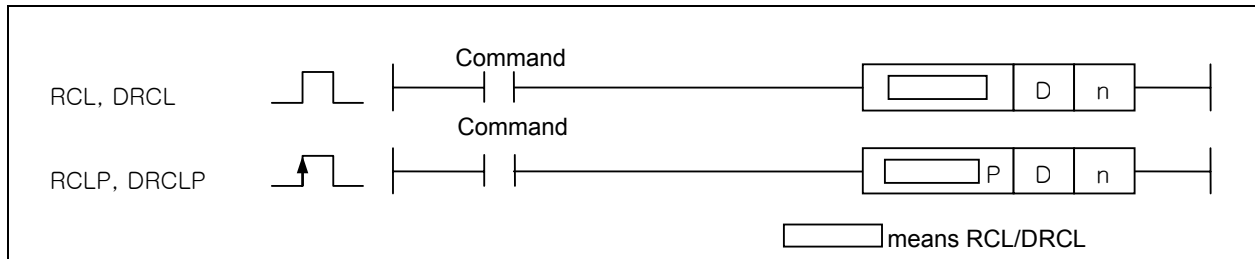 Command
RCL, DRCL
D n
Command
RCLP, DRCLP
P D n
means RCL/DRCL